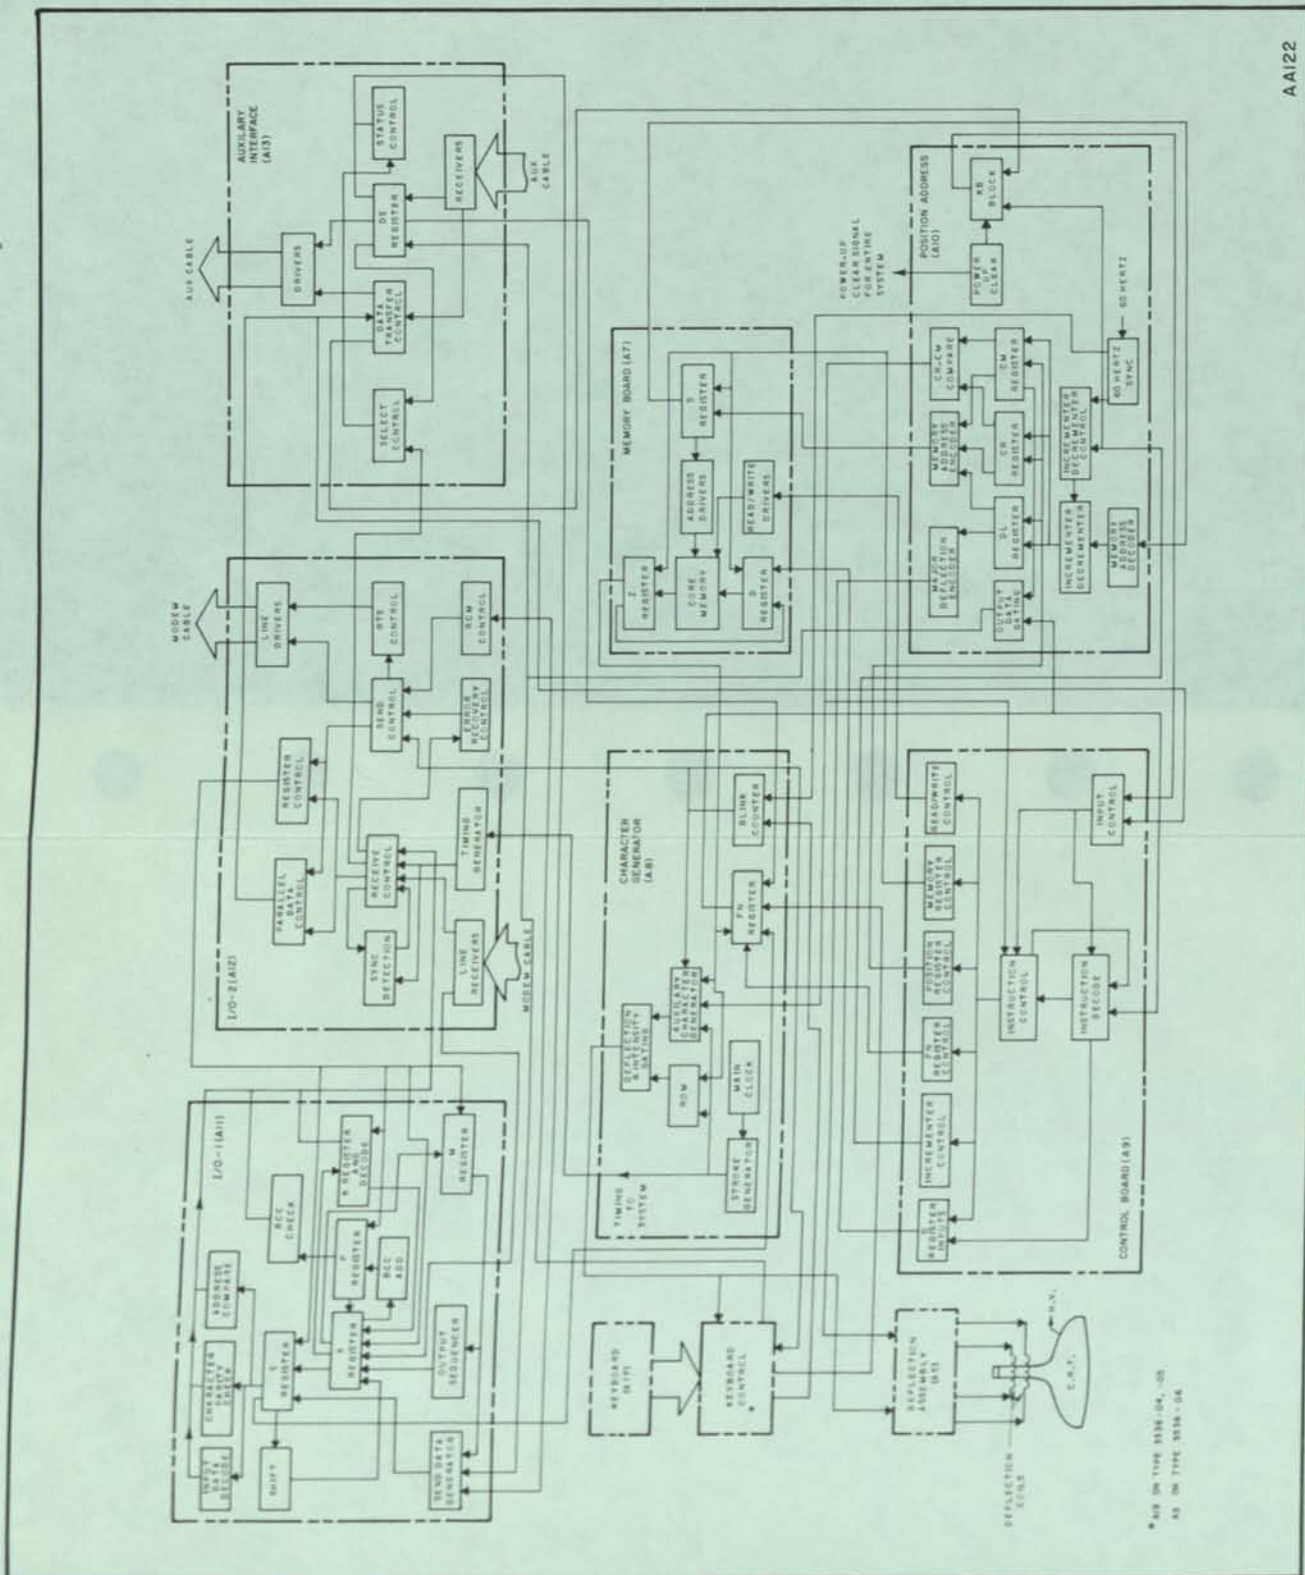 AA122
I/O-1 (A11)
INPUT
DATA
DECODE
CHARACTER
PARITY
CHECK
ADDRESS
COMPARE
BCC
CHECK
SHIFT
REGISTER
REGISTER
REGISTER
R REGISTER
AND
DECODE
BCC
ADD
M
REGISTER
OUTPUT
SEQUENCER
SEND DATA
GENERATOR
I/O-2 (A12)
PARALLEL
DATA
CONTROL
REGISTER
CONTROL
LINE
DRIVERS
MODEM
CABLE
SYNC
DETECTION
RECEIVE
CONTROL
SEND
CONTROL
RTS
CONTROL
LINE
RECEIVERS
TIMING
GENERATOR
ERROR
RECOVERY
CONTROL
RCM
CONTROL
MODEM CABLE
AUXILARY
INTERFACE
(A13)
AUX CABLE
DRIVERS
SELECT
CONTROL
DATA
TRANSFER
CONTROL
DS
REGISTER
STATUS
CONTROL
RECEIVERS
AUX
CABLE
KEYBOARD
(A17)
KEYBOARD
CONTROL
*
TIMING
TO
SYSTEM
CHARACTER
GENERATOR
(A8)
DEFLECTION
& INTENSITY
GATING
ROM
AUXILARY
CHARACTER
GENERATOR
STROKE
GENERATOR
MAIN
CLOCK
FN
REGISTER
BLINK
COUNTER
MEMORY BOARD (A7)
Z
REGISTER
CORE
MEMORY
ADDRESS
DRIVERS
S
REGISTER
D
REGISTER
READ/WRITE
DRIVERS
POWER-UP
CLEAR SIGNAL
FOR ENTIRE
SYSTEM
DEFLECTION
ASSEMBLY
DEFLECTION
COILS
H.V.
C.R.T.
CONTROL BOARD (A9)
REGISTER
INPUTS
INCREMENTER
CONTROL
FN
REGISTER
CONTROL
POSITION
REGISTER
CONTROL
MEMORY
REGISTER
CONTROL
READ/WRITE
CONTROL
INSTRUCTION
CONTROL
INSTRUCTION
DECODE
INPUT
CONTROL
POSITION ADDRESS
(A10)
MAJOR
DEFLECTION
ENCODER
MEMORY
ADDRESS
ENCODER
CR=CM
COMPARE
POWER
UP
CLEAR
KB
BLOCK
OUTPUT
DATA
GATING
DL
REGISTER
CR
REGISTER
CM
REGISTER
INCREMENTER
DECREMENTER
INCREMENTER
DECREMENTER
CONTROL
MEMORY
ADDRESS
DECODER
60 HERTZ
SYNC
60 HERTZ